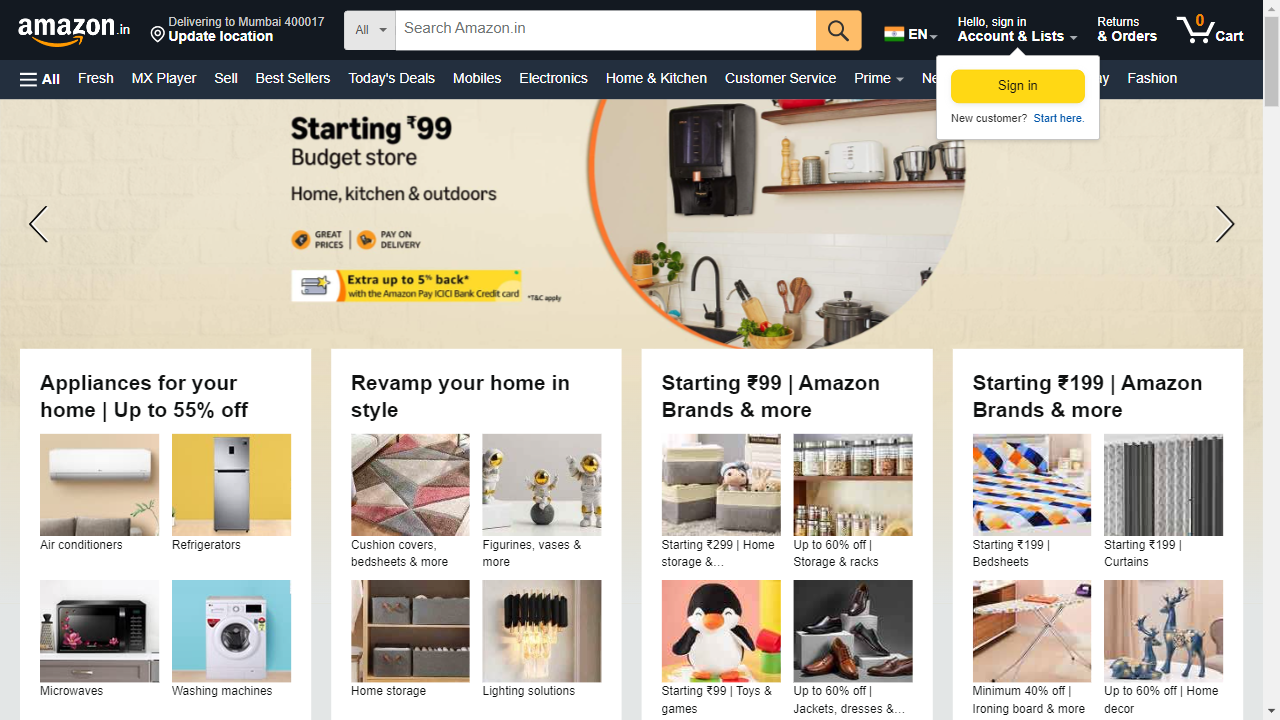 amazon.in
Delivering to Mumbai 400017
Update location
All
Search Amazon.in
EN
Hello, sign in
Account & Lists
Returns
& Orders
0
Cart
All
Fresh
MX Player
Sell
Best Sellers
Today's Deals
Mobiles
Electronics
Home & Kitchen
Customer Service
Prime
Fashion
Sign in
New customer? Start here.
Starting ₹99
Budget store
Home, kitchen & outdoors
GREAT
PRICES
PAY ON
DELIVERY
Extra up to 5% back*
with the Amazon Pay ICICI Bank Credit card
*T&C apply
Appliances for your
home | Up to 55% off
Air conditioners
Refrigerators
Microwaves
Washing machines
Revamp your home in
style
Cushion covers,
bedsheets & more
Figurines, vases &
more
Home storage
Lighting solutions
Starting ₹99 | Amazon
Brands & more
Starting ₹299 | Home
storage &…
Up to 60% off |
Storage & racks
Starting ₹99 | Toys &
games
Up to 60% off |
Jackets, dresses &…
Starting ₹199 | Amazon
Brands & more
Starting ₹199 |
Bedsheets
Starting ₹199 |
Curtains
Minimum 40% off |
Ironing board & more
Up to 60% off | Home
decor